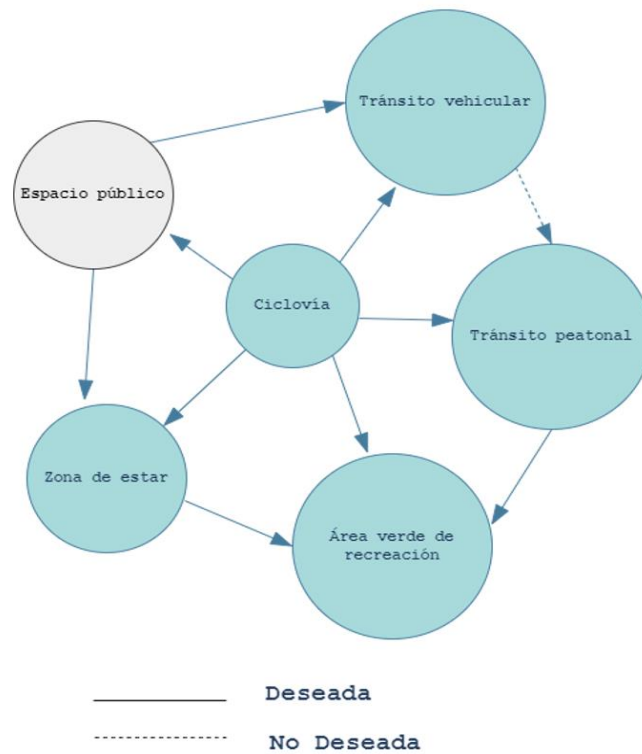 Tránsito vehicular
Espacio público
Ciclovía
Tránsito peatonal
Zona de estar
Área verde de
recreación
Deseada
No Deseada